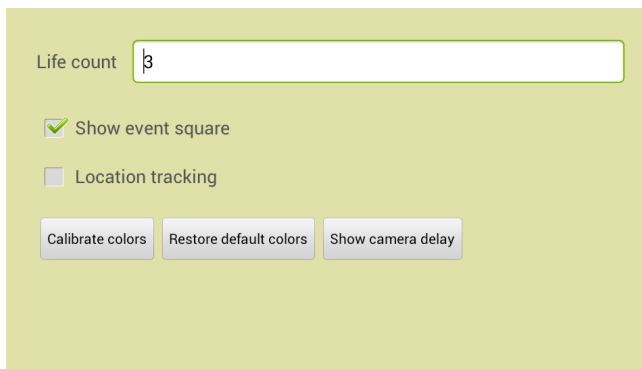 Life count 3
Show event square
Location tracking
Calibrate colors Restore default colors Show camera delay